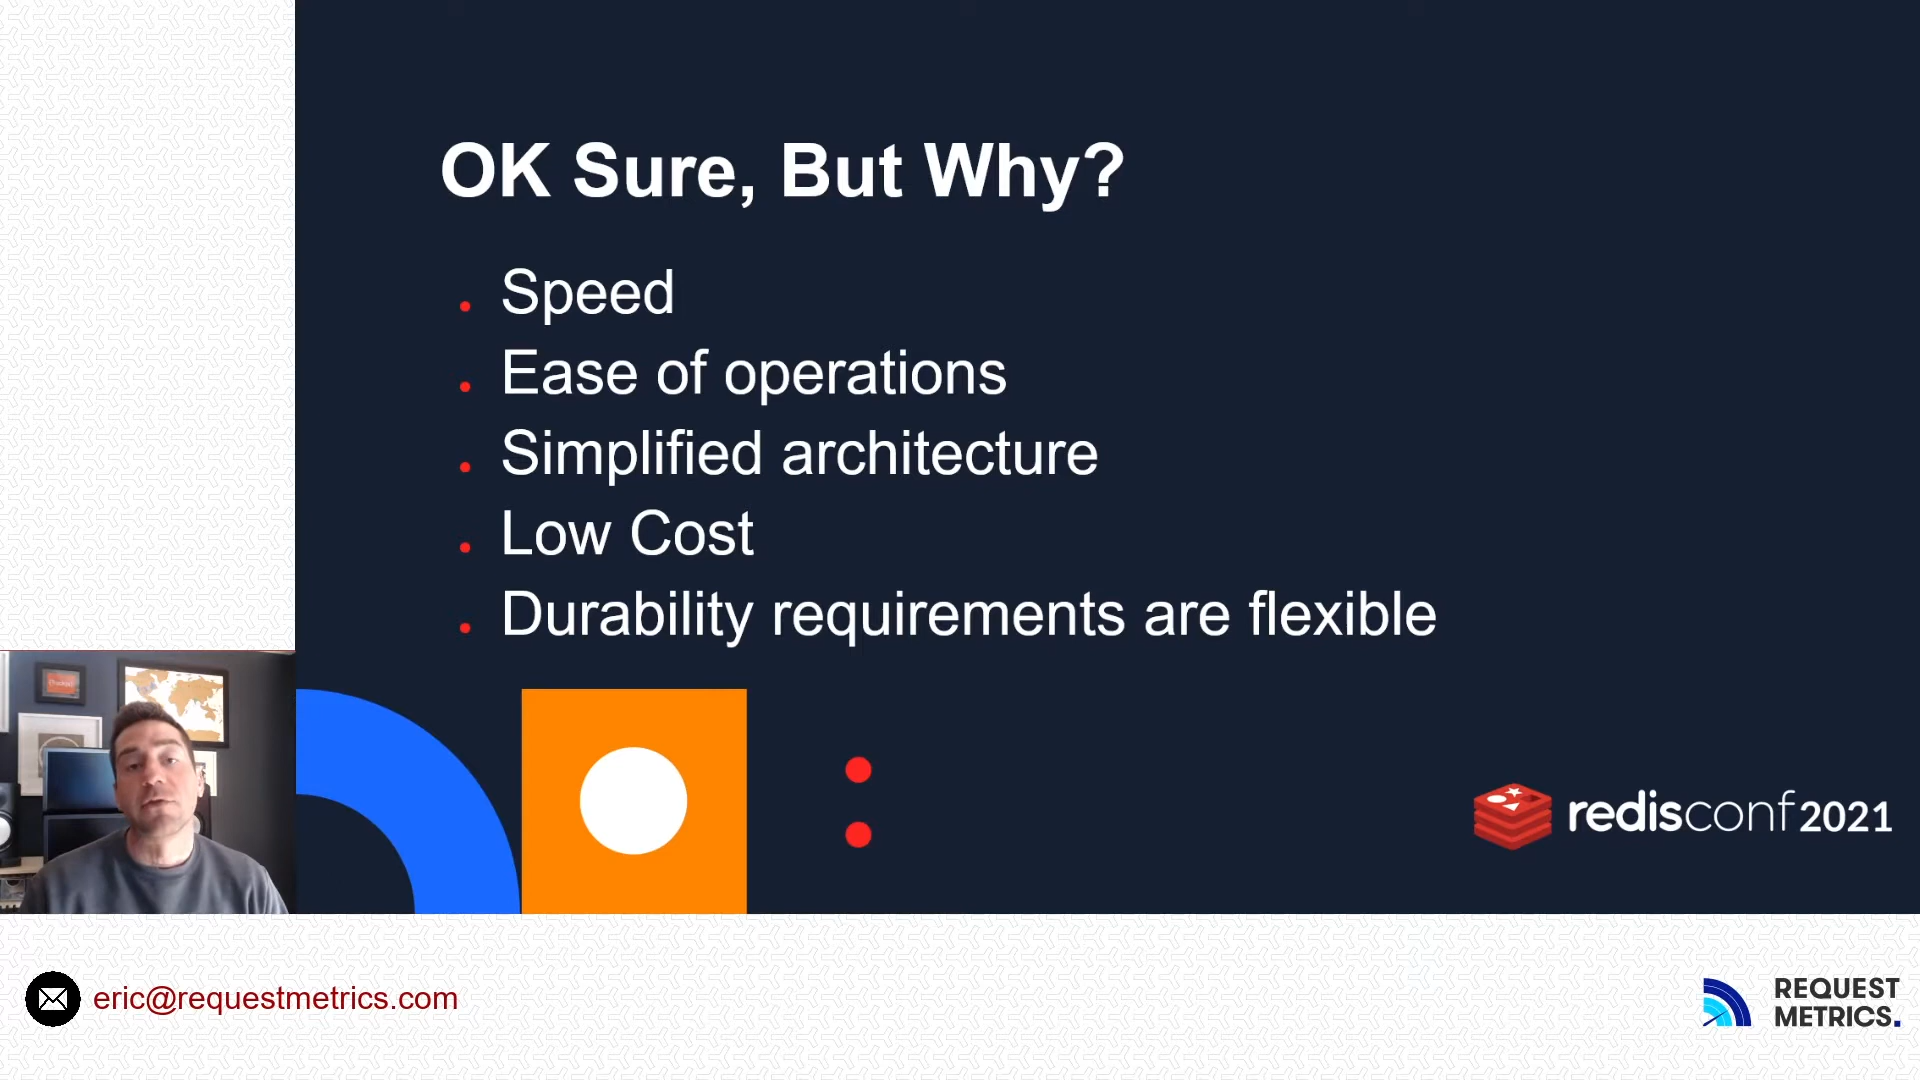 OK Sure, But Why?
Speed
Ease of operations
Simplified architecture
Low Cost
Durability requirements are flexible
redisconf2021
eric@requestmetrics.com
REQUEST
METRICS.